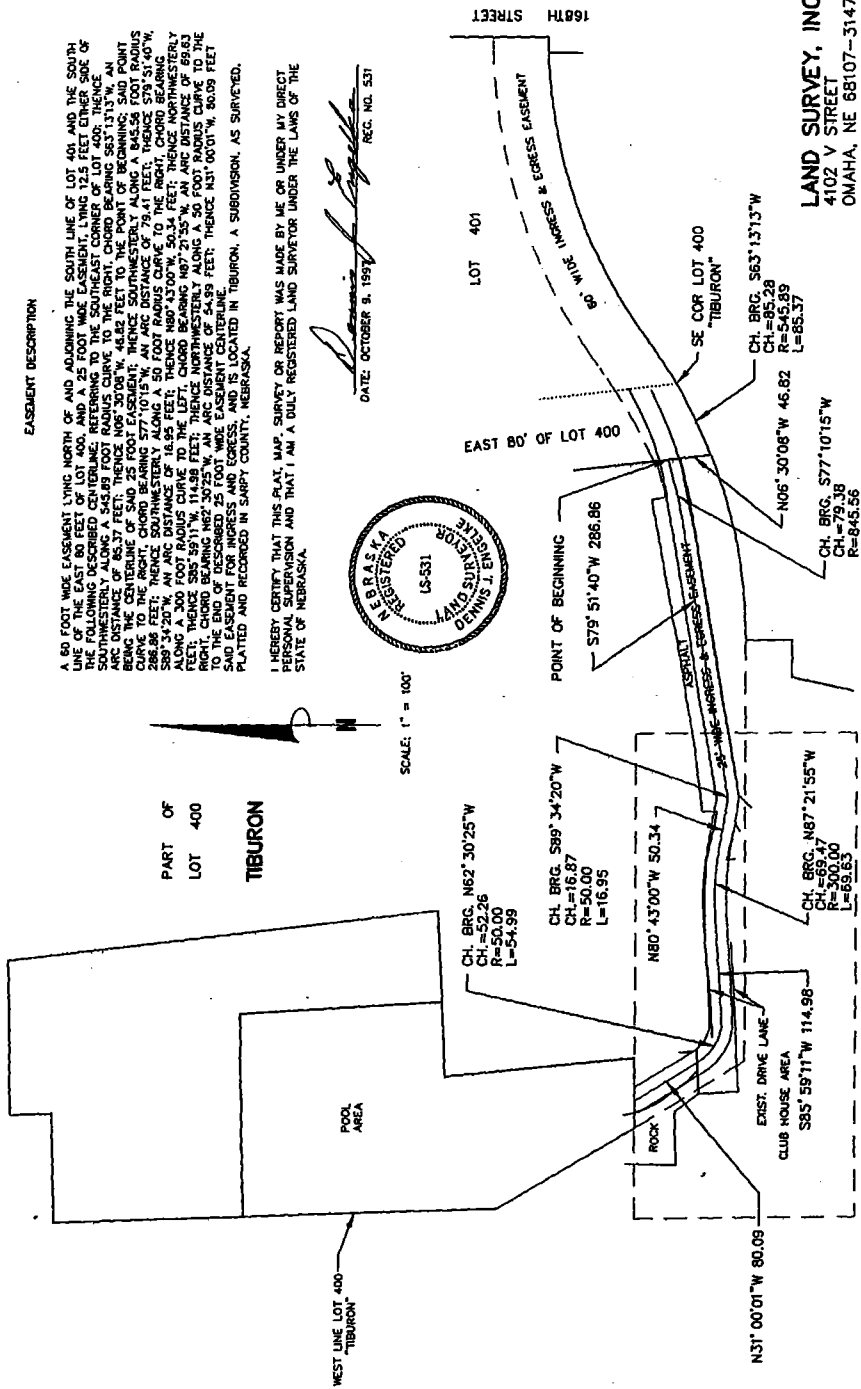 EASEMENT DESCRIPTION
A 60 FOOT WIDE EASEMENT LYING NORTH OF AND ADJOINING THE SOUTH LINE OF LOT 401 AND THE SOUTH
LINE OF THE EAST 80 FEET OF LOT 400, AND A 25 FOOT WIDE EASEMENT, LYING 12.5 FEET EITHER SIDE OF
THE FOLLOWING DESCRIBED CENTERLINE; REFERRING TO THE SOUTHEAST CORNER OF LOT 400; THENCE
SOUTHWESTERLY ALONG A 545.89 FOOT RADIUS CURVE TO THE RIGHT, CHORD BEARING S63°13'13"W, AN
ARC DISTANCE OF 85.37 FEET; THENCE N06°30'08"W, 46.82 FEET TO THE POINT OF BEGINNING; SAID POINT
BEING THE CENTERLINE OF SAID 25 FOOT EASEMENT; THENCE SOUTHWESTERLY ALONG A 845.56 FOOT RADIUS
CURVE TO THE RIGHT, CHORD BEARING S77°10'15"W, AN ARC DISTANCE OF 79.41 FEET; THENCE S79°51'40"W,
286.86 FEET; THENCE SOUTHWESTERLY ALONG A 50 FOOT RADIUS CURVE TO THE RIGHT, CHORD BEARING
S89°34'20"W, AN ARC DISTANCE OF 16.95 FEET; THENCE N80°43'00"W, 50.34 FEET; THENCE NORTHWESTERLY
ALONG A 300 FOOT RADIUS CURVE TO THE LEFT, CHORD BEARING N87°21'55"W, AN ARC DISTANCE OF 69.63
FEET; THENCE S85°59'11"W, 114.98 FEET; THENCE NORTHWESTERLY ALONG A 50 FOOT RADIUS CURVE TO THE
RIGHT, CHORD BEARING N62°30'25"W, AN ARC DISTANCE OF 54.99 FEET; THENCE N31°00'01"W, 80.09 FEET
TO THE END OF DESCRIBED 25 FOOT WIDE EASEMENT CENTERLINE.
SAID EASEMENT FOR INGRESS AND EGRESS, AND IS LOCATED IN TIBURON, A SUBDIVISION, AS SURVEYED,
PLATTED AND RECORDED IN SARPY COUNTY, NEBRASKA.
I HEREBY CERTIFY THAT THIS PLAT, MAP, SURVEY OR REPORT WAS MADE BY ME OR UNDER MY DIRECT
PERSONAL SUPERVISION AND THAT I AM A DULY REGISTERED LAND SURVEYOR UNDER THE LAWS OF THE
STATE OF NEBRASKA.
Dennis J Engelke
DATE: OCTOBER 9, 1997
REG. NO. 531
NEBRASKA
REGISTERED
LS-531
LAND SURVEYOR
DENNIS T. ENGELKE
N
SCALE: 1" = 100'
PART OF
LOT 400
TIBURON
168TH STREET
LOT 401
60' WIDE INGRESS & EGRESS EASEMENT
EAST 80' OF LOT 400
SE COR LOT 400
"TIBURON"
CH. BRG. S63°13'13"W
CH.=85.28
R=545.89
L=85.37
N06°30'08"W 46.82
CH. BRG. S77°10'15"W
CH.=79.38
R=845.56
POINT OF BEGINNING
S79°51'40"W 286.86
ASPHALT
25' WIDE INGRESS & EGRESS EASEMENT
CH. BRG. S89°34'20"W
CH.=16.87
R=50.00
L=16.95
N80°43'00"W 50.34
CH. BRG. N87°21'55"W
CH.=69.47
R=300.00
L=69.63
CH. BRG. N62°30'25"W
CH.=52.26
R=50.00
L=54.99
EXIST. DRIVE LANE
CLUB HOUSE AREA
S85°59'11"W 114.98
ROCK
POOL
AREA
WEST LINE LOT 400
"TIBURON"
N31°00'01"W 80.09
LAND SURVEY, INC
4102 V STREET
OMAHA, NE 68107-3147